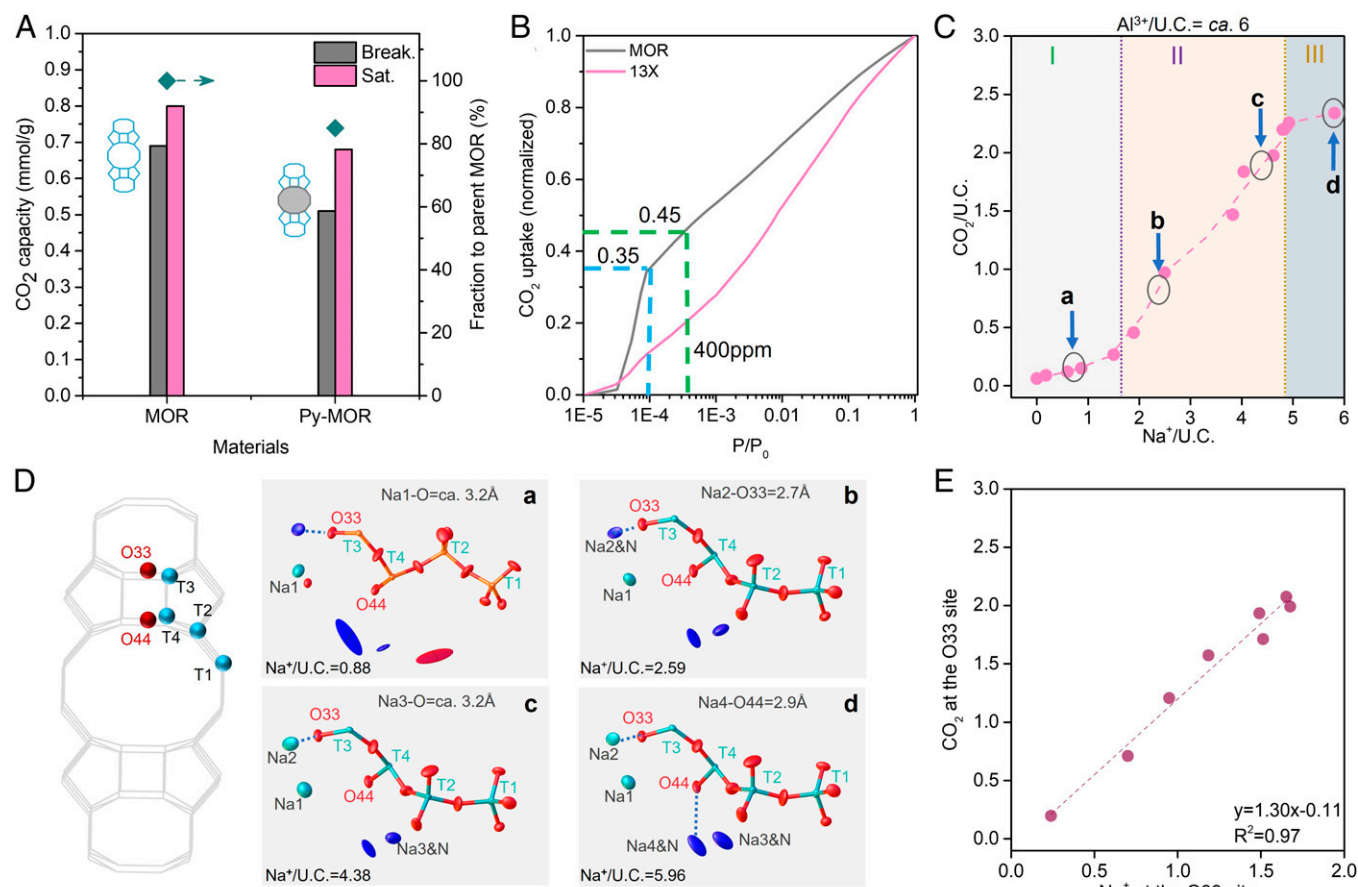 A
CO2 capacity (mmol/g)
1.0
0.9
0.8
0.7
0.6
0.5
0.4
0.3
0.2
0.1
0.0
Break.
Sat.
100
80
60
40
20
0
Fraction to parent MOR (%)
MOR
Py-MOR
Materials
B
CO2 uptake (normalized)
1.0
0.8
0.6
0.4
0.2
0.0
MOR
13X
0.45
0.35
400ppm
1E-5
1E-4
1E-3
0.01
0.1
1
P/P0
C
Al3+/U.C.= ca. 6
CO2/U.C.
3.0
2.5
2.0
1.5
1.0
0.5
0.0
I
II
III
a
b
c
d
0
1
2
3
4
5
6
Na+/U.C.
D
O33
T3
T2
O44
T4
T1
Na1-O=ca. 3.2Å
a
O33
T3
T4
T2
T1
Na1
O44
Na+/U.C.=0.88
Na2-O33=2.7Å
b
O33
Na2&N
T3
T4
T2
T1
Na1
O44
Na+/U.C.=2.59
Na3-O=ca. 3.2Å
c
O33
Na2
T3
T4
T2
T1
Na1
O44
Na3&N
Na+/U.C.=4.38
Na4-O44=2.9Å
d
O33
Na2
T3
T4
T2
T1
Na1
O44
Na4&N
Na3&N
Na+/U.C.=5.96
E
CO2 at the O33 site
3.0
2.5
2.0
1.5
1.0
0.5
0.0
y=1.30x-0.11
R2=0.97
0.0
0.5
1.0
1.5
2.0